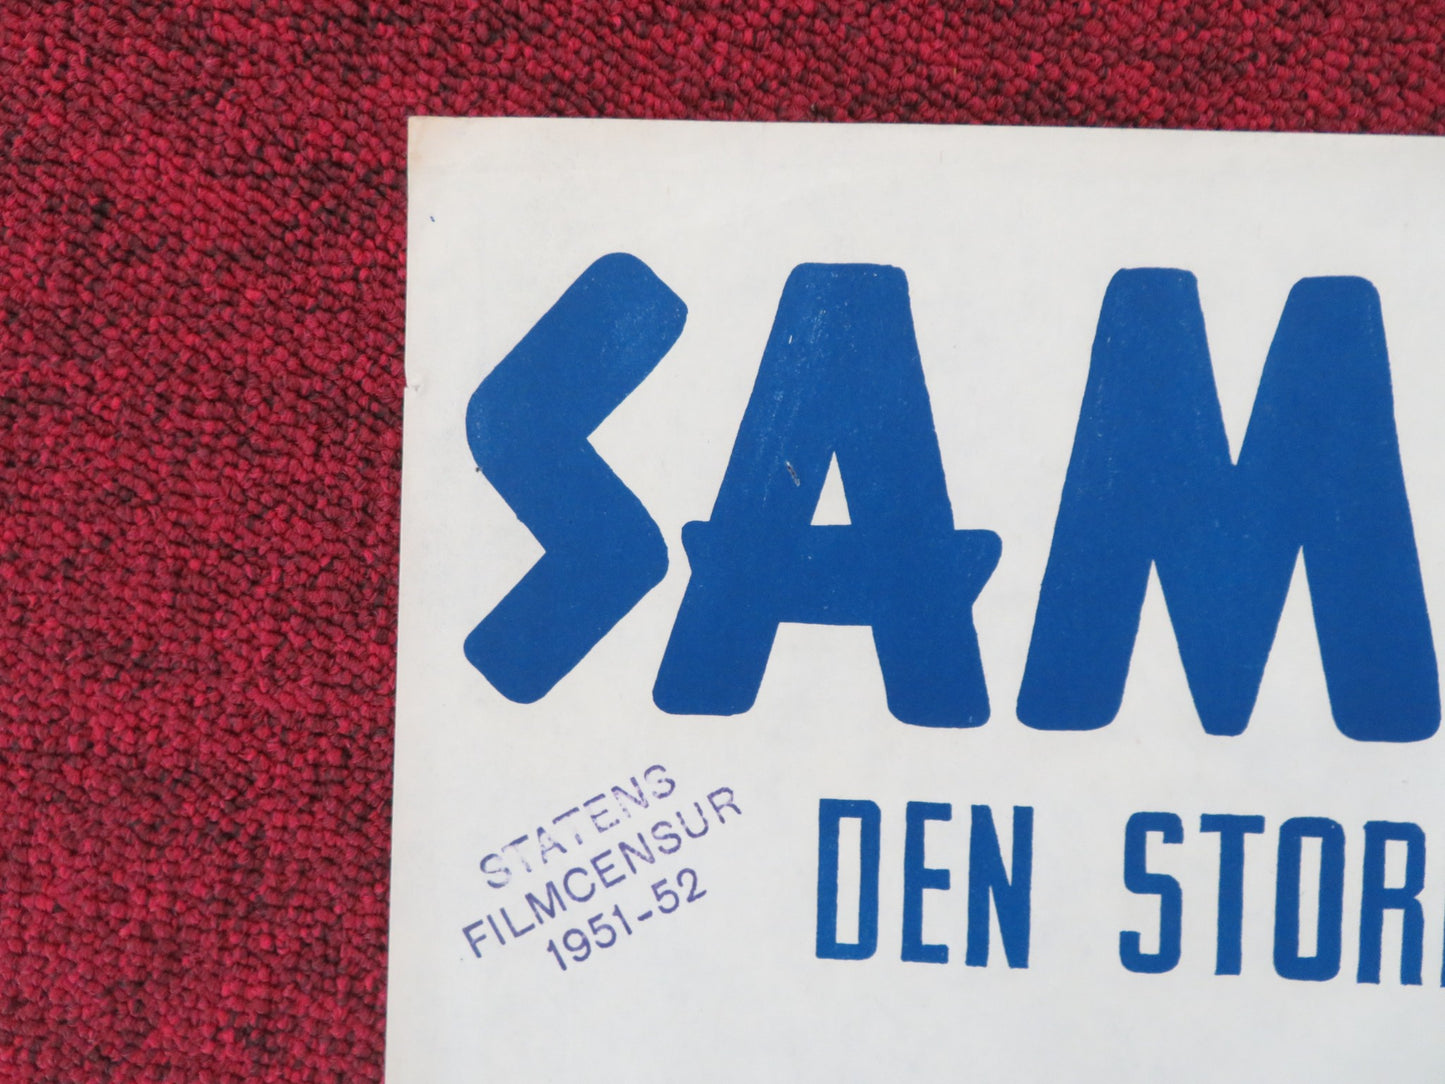 SAM
DEN STOR
STATENS
FILMCENSUR
1951-52